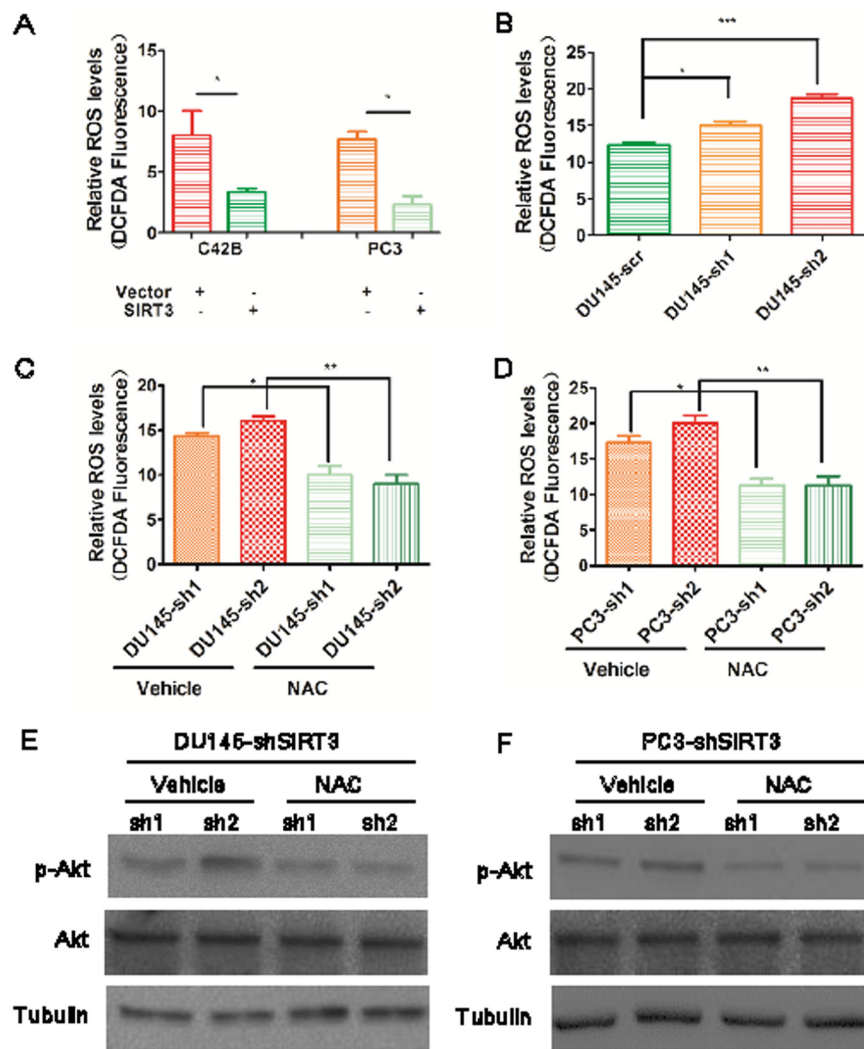 A
Relative ROS levels
(DCFDA Fluorescence)
15
10
5
0
*
*
C42B
PC3
Vector + - + -
SIRT3 - + - +
B
Relative ROS levels
(DCFDA Fluorescence)
25
20
15
10
5
0
***
*
DU145-scr
DU145-sh1
DU145-sh2
C
Relative ROS levels
(DCFDA Fluorescence)
20
15
10
5
0
*
**
DU145-sh1
DU145-sh2
DU145-sh1
DU145-sh2
Vehicle
NAC
D
Relative ROS levels
(DCFDA Fluorescence)
25
20
15
10
5
0
*
**
PC3-sh1
PC3-sh2
PC3-sh1
PC3-sh2
Vehicle
NAC
E
DU145-shSIRT3
Vehicle NAC
sh1 sh2 sh1 sh2
p-Akt
Akt
Tubulin
F
PC3-shSIRT3
Vehicle NAC
sh1 sh2 sh1 sh2
p-Akt
Akt
Tubulin